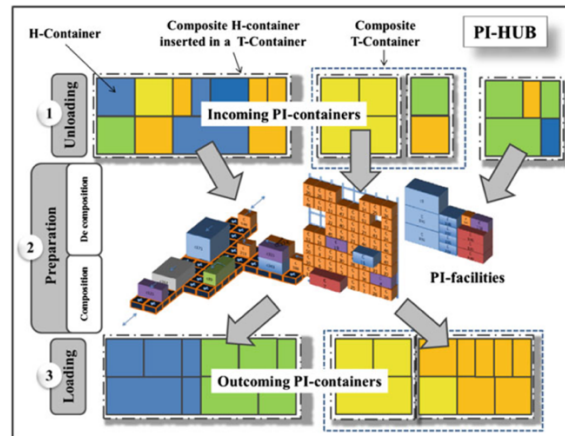 H-Container
Composite H-container
inserted in a T-Container
Composite
T-Container
PI-HUB
1
Unloading
Incoming PI-containers
2
Preparation
De composition
Composition
PI-facilities
3
Loading
Outcoming PI-containers